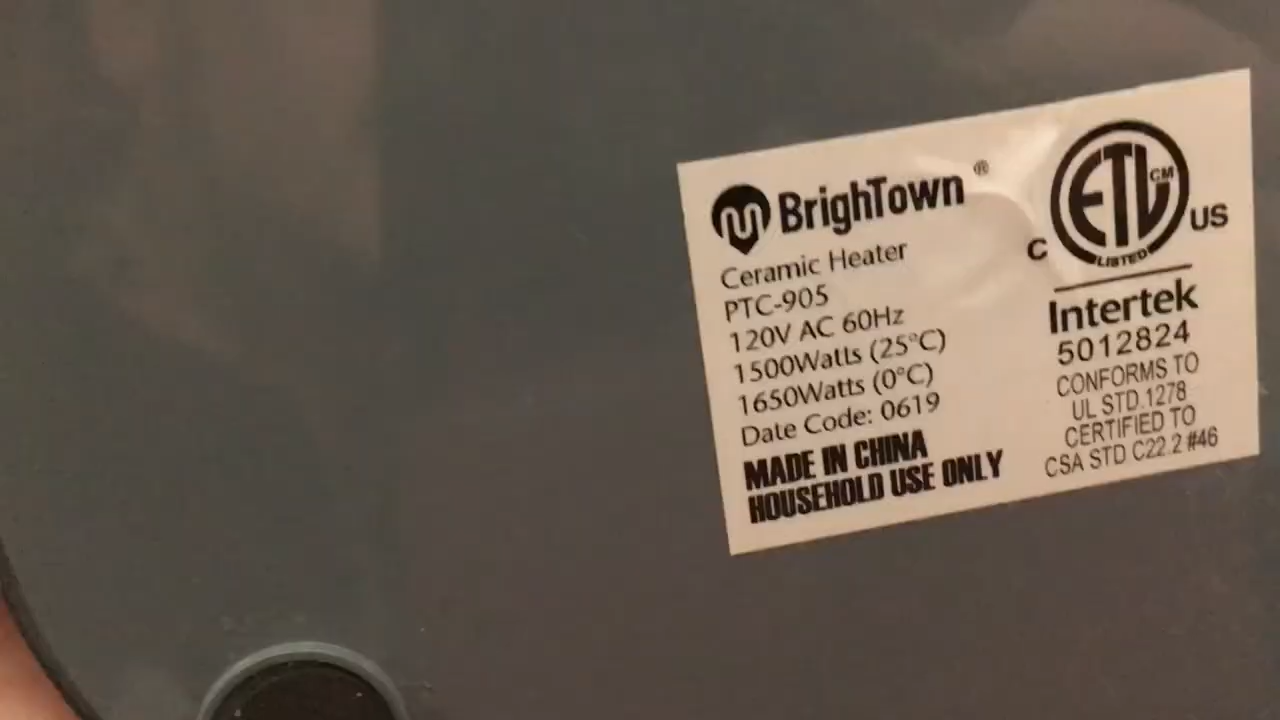 BrighTown ®
Ceramic Heater
PTC-905
120V AC 60Hz
1500Watts (25°C)
1650Watts (0°C)
Date Code: 0619
MADE IN CHINA
HOUSEHOLD USE ONLY
ETL CM
LISTED
C US
Intertek
5012824
CONFORMS TO
UL STD.1278
CERTIFIED TO
CSA STD C22.2 #46